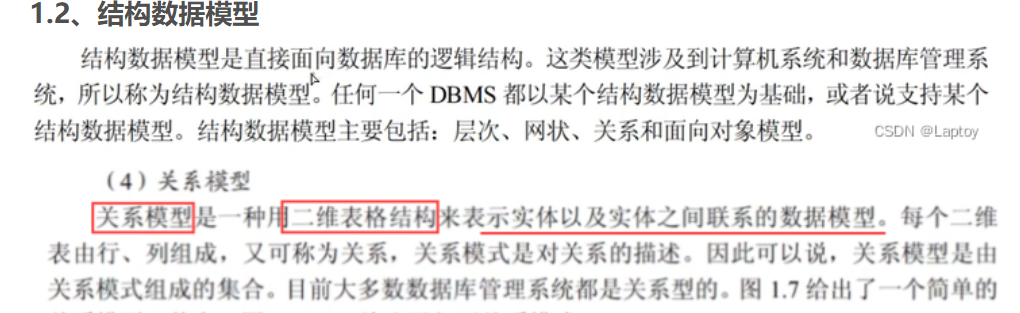 1.2、结构数据模型
结构数据模型是直接面向数据库的逻辑结构。这类模型涉及到计算机系统和数据库管理系
统，所以称为结构数据模型。任何一个 DBMS 都以某个结构数据模型为基础，或者说支持某个
结构数据模型。结构数据模型主要包括：层次、网状、关系和面向对象模型。
CSDN @Laptoy
（4）关系模型
关系模型是一种用二维表格结构来表示实体以及实体之间联系的数据模型。每个二维
表由行、列组成，又可称为关系，关系模式是对关系的描述。因此可以说，关系模型是由
关系模式组成的集合。目前大多数数据库管理系统都是关系型的。图 1.7 给出了一个简单的